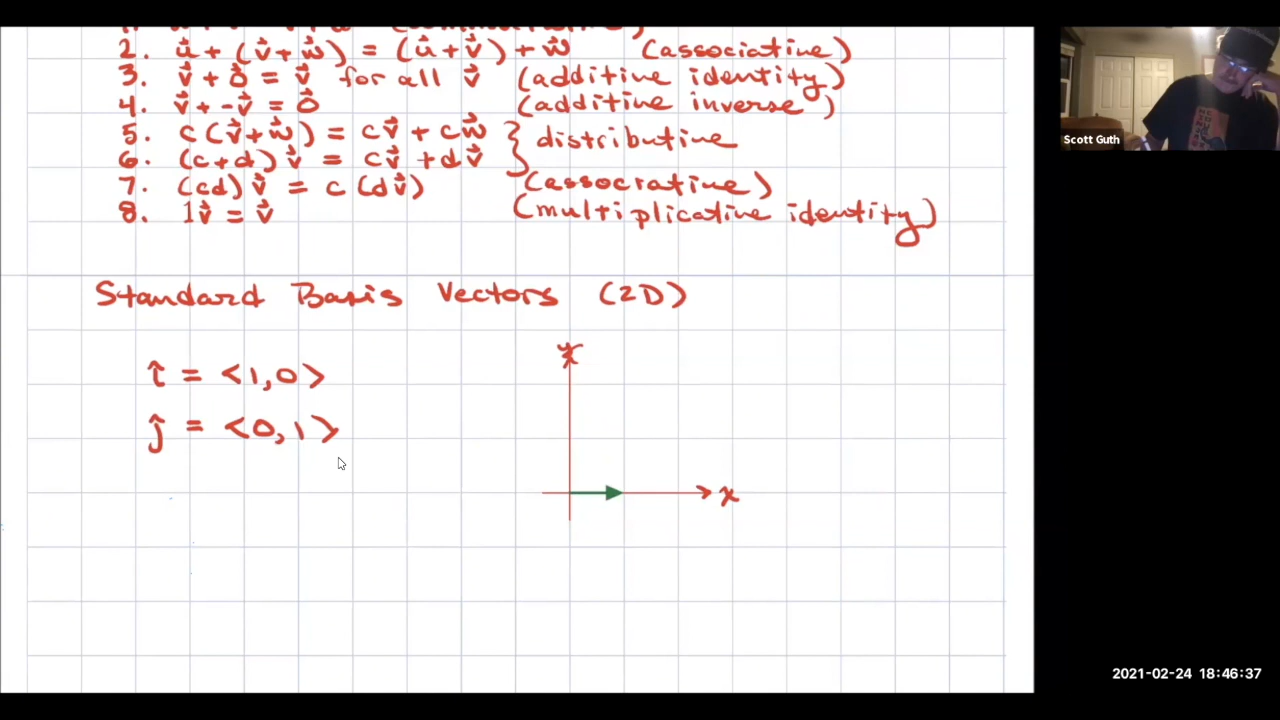 2. u⃗ + (v⃗ + w⃗) = (u⃗ + v⃗) + w⃗ (associative)
3. v⃗ + 0⃗ = v⃗ for all v⃗ (additive identity)
4. v⃗ + -v⃗ = 0⃗ (additive inverse)
5. c(v⃗ + w⃗) = cv⃗ + cw⃗ } distributive
6. (c+d)v⃗ = cv⃗ + dv⃗
7. (cd)v⃗ = c(dv⃗) (associative)
8. 1v⃗ = v⃗ (multiplicative identity)
Standard Basis Vectors (2D)
î = <1,0>
ĵ = <0,1>
x
Scott Guth
2021-02-24 18:46:37